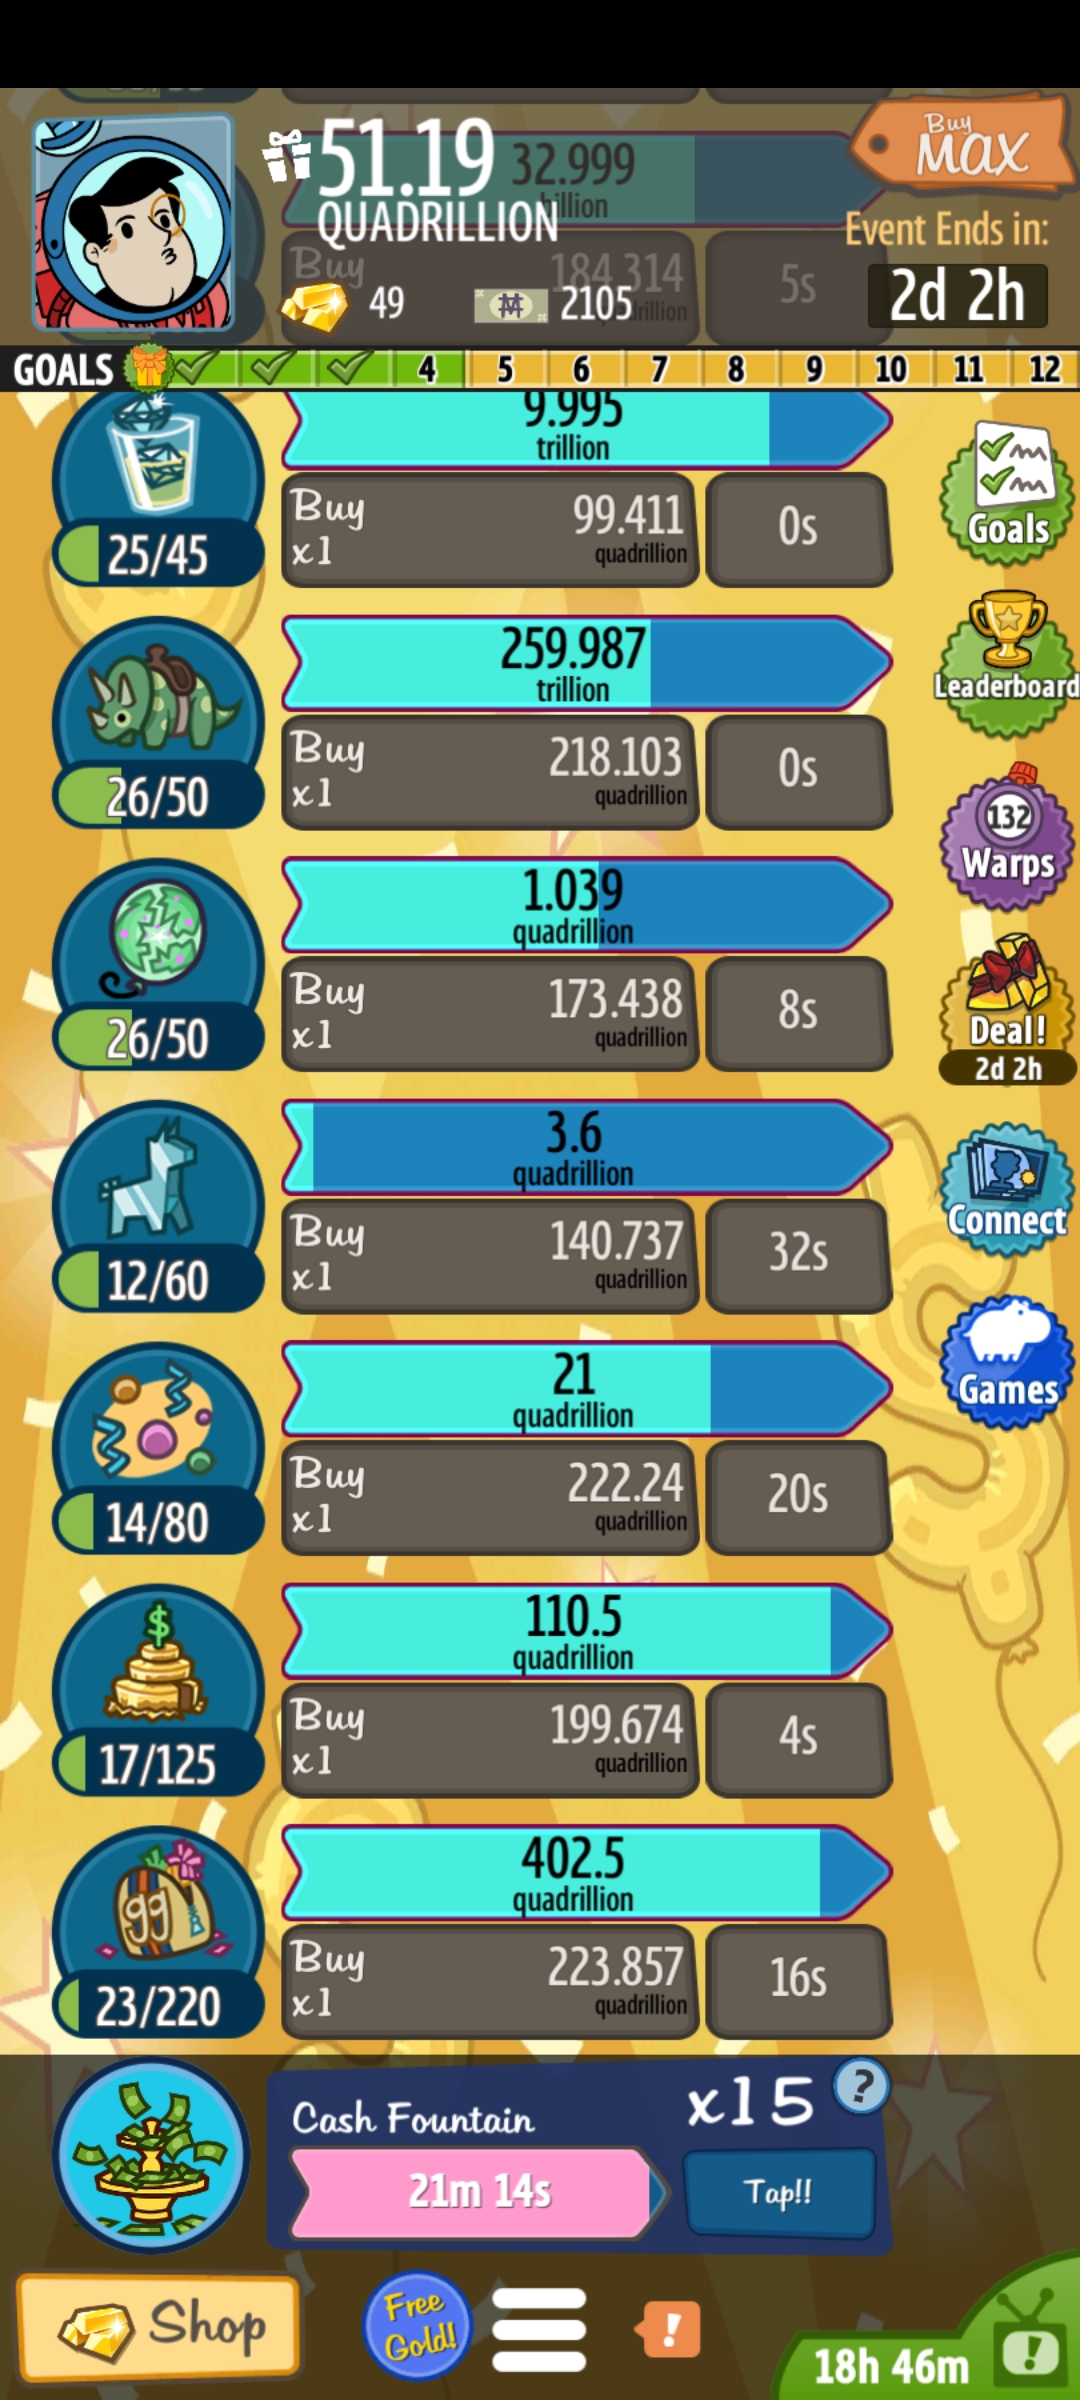 51.19
QUADRILLION
32.999
Buy
MAX
Event Ends in:
2d 2h
Buy
184.314
5s
49
2105
GOALS 4 5 6 7 8 9 10 11 12
9.995
trillion
Buy
x1
99.411
quadrillion
0s
25/45
Goals
259.987
trillion
Buy
x1
218.103
quadrillion
0s
26/50
Leaderboard
1.039
quadrillion
Buy
x1
173.438
quadrillion
8s
26/50
132
Warps
Deal!
2d 2h
3.6
quadrillion
Buy
x1
140.737
quadrillion
32s
12/60
Connect
21
quadrillion
Buy
x1
222.24
quadrillion
20s
14/80
Games
$
110.5
quadrillion
Buy
x1
199.674
quadrillion
4s
17/125
99
402.5
quadrillion
Buy
x1
223.857
quadrillion
16s
23/220
Cash Fountain
x15
?
21m 14s
Tap!!
Shop
Free
Gold!
!
18h 46m
!